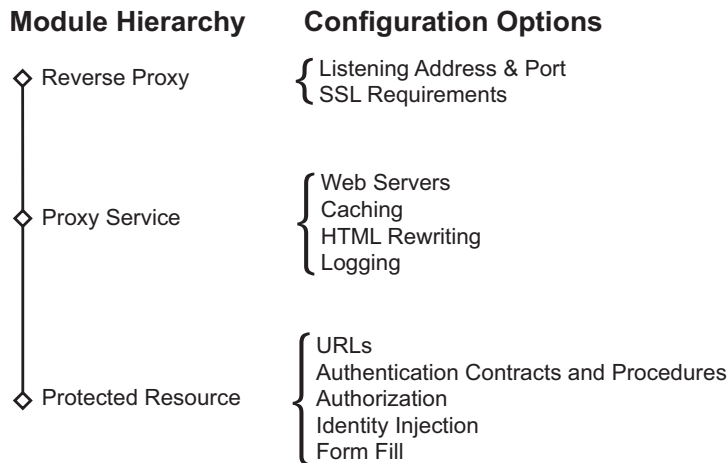 Module Hierarchy
Configuration Options
Reverse Proxy
Listening Address & Port
SSL Requirements
Proxy Service
Web Servers
Caching
HTML Rewriting
Logging
Protected Resource
URLs
Authentication Contracts and Procedures
Authorization
Identity Injection
Form Fill